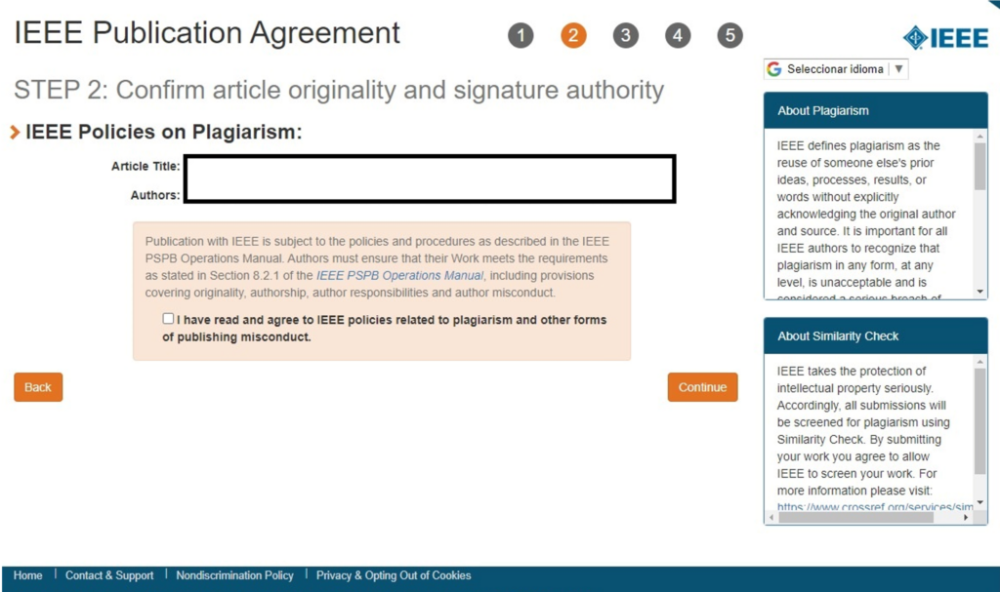 IEEE Publication Agreement
1 2 3 4 5
IEEE
Seleccionar idioma ▼
STEP 2: Confirm article originality and signature authority
IEEE Policies on Plagiarism:
Article Title:
Authors:
Publication with IEEE is subject to the policies and procedures as described in the IEEE
PSPB Operations Manual. Authors must ensure that their Work meets the requirements
as stated in Section 8.2.1 of the IEEE PSPB Operations Manual, including provisions
covering originality, authorship, author responsibilities and author misconduct.
I have read and agree to IEEE policies related to plagiarism and other forms
of publishing misconduct.
Back
Continue
About Plagiarism
IEEE defines plagiarism as the
reuse of someone else's prior
ideas, processes, results, or
words without explicitly
acknowledging the original author
and source. It is important for all
IEEE authors to recognize that
plagiarism in any form, at any
level, is unacceptable and is
considered a serious breach of
About Similarity Check
IEEE takes the protection of
intellectual property seriously.
Accordingly, all submissions will
be screened for plagiarism using
Similarity Check. By submitting
your work you agree to allow
IEEE to screen your work. For
more information please visit:
https://www.crossref.org/services/sim
Home | Contact & Support | Nondiscrimination Policy | Privacy & Opting Out of Cookies